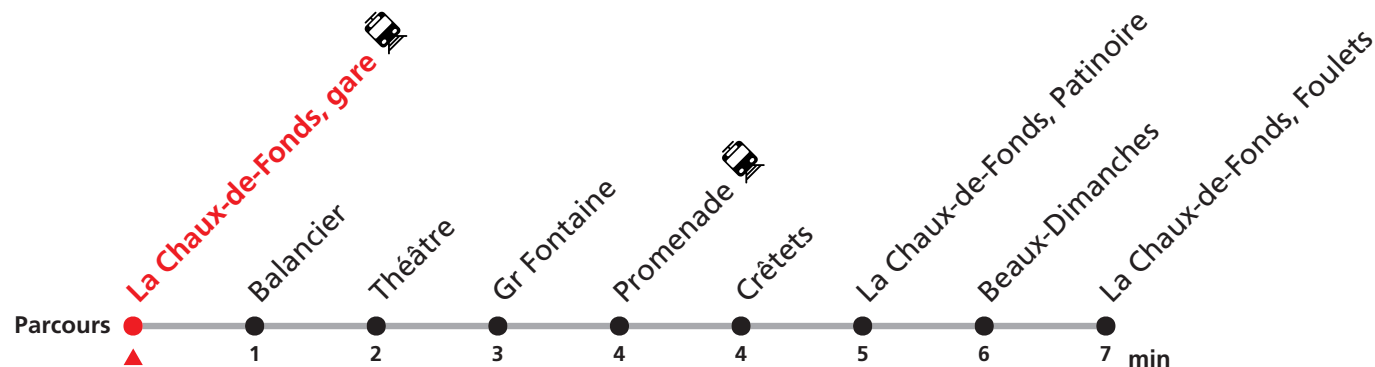 La Chaux-de-Fonds, gare
Balancier
Théâtre
Gr Fontaine
Promenade
Crêtets
La Chaux-de-Fonds, Patinoire
Beaux-Dimanches
La Chaux-de-Fonds, Foulets
Parcours
1 2 3 4 4 5 6 7 min